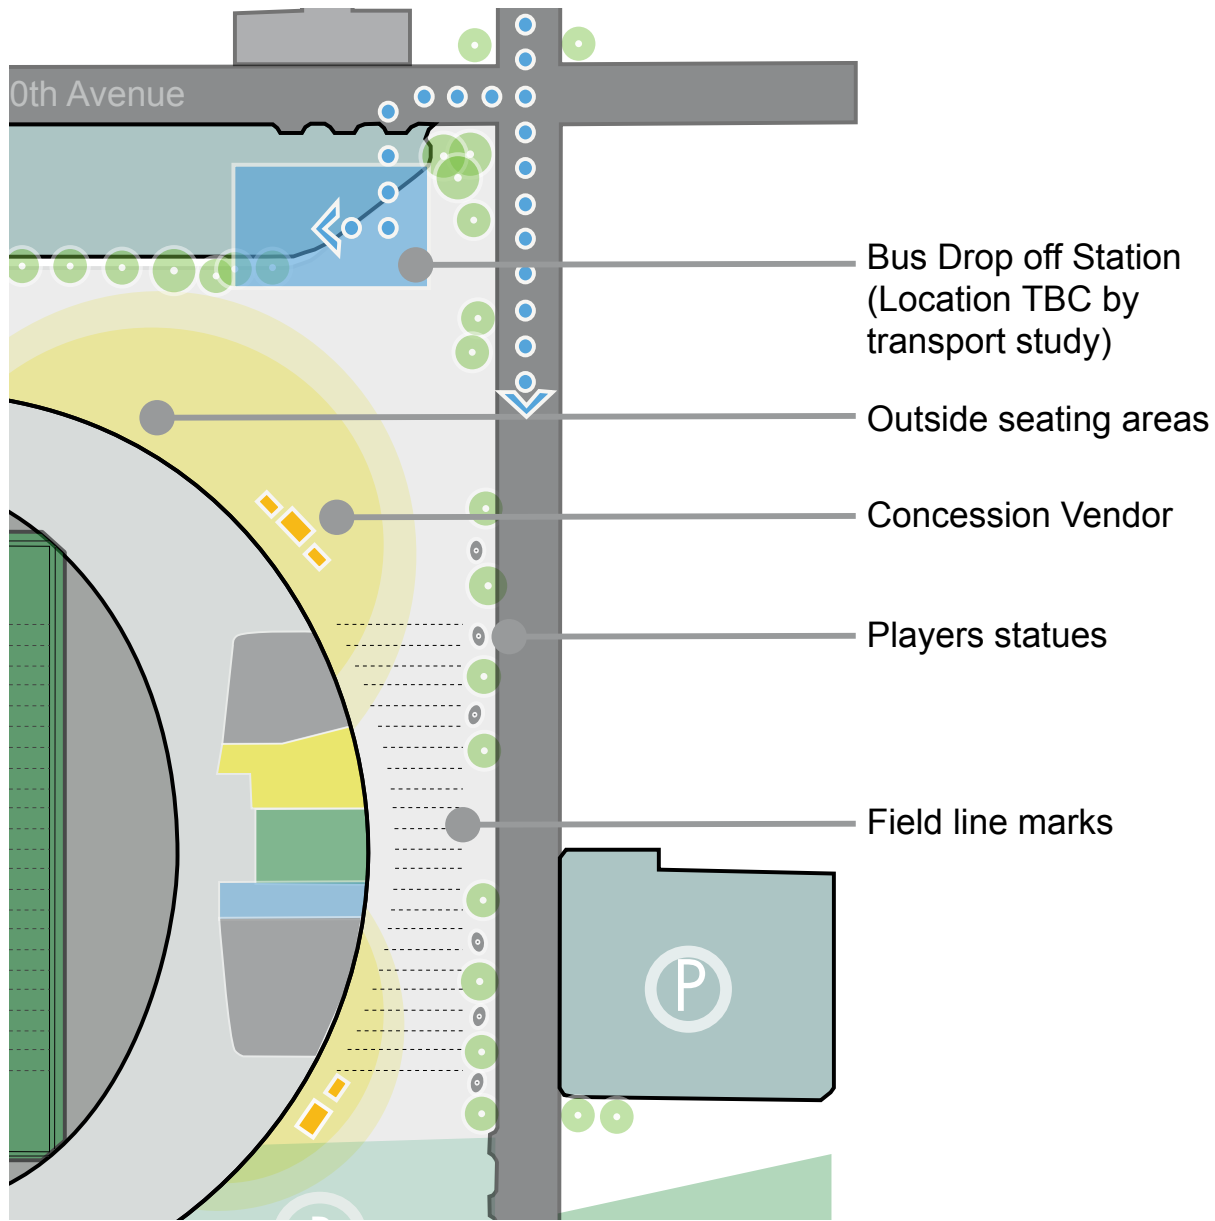 0th Avenue
Bus Drop off Station
(Location TBC by
transport study)
Outside seating areas
Concession Vendor
Players statues
Field line marks
P